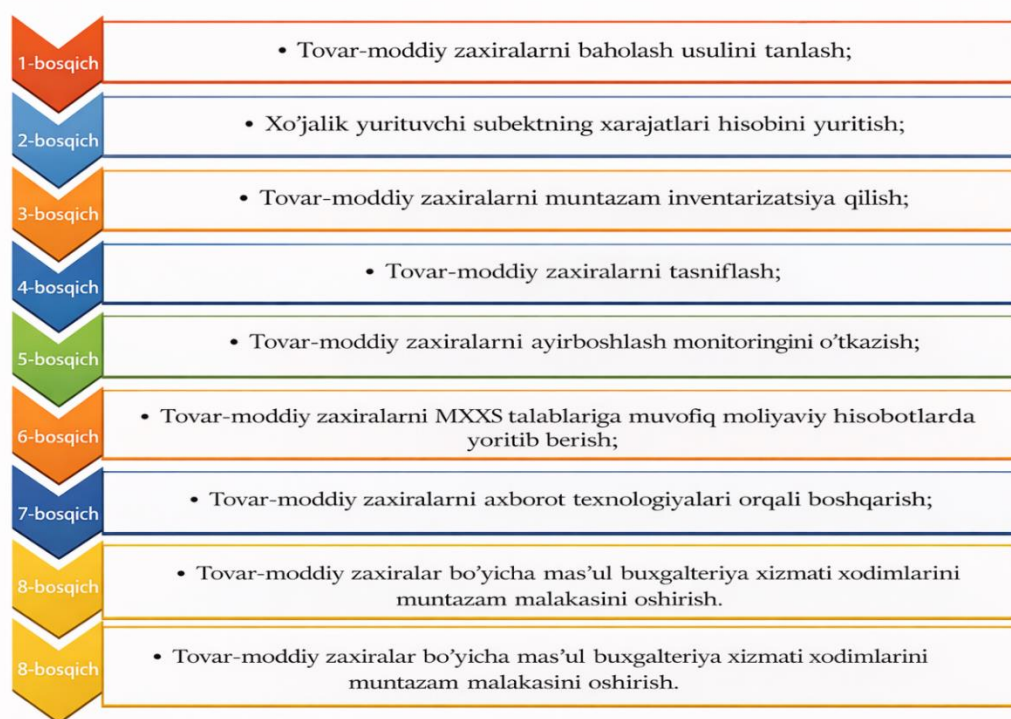 1-bosqich
• Tovar-moddiy zaxiralarni baholash usulini tanlash;
2-bosqich
• Xo’jalik yurituvchi subektning xarajatlari hisobini yuritish;
3-bosqich
• Tovar-moddiy zaxiralarni muntazam inventarizatsiya qilish;
4-bosqich
• Tovar-moddiy zaxiralarni tasniflash;
5-bosqich
• Tovar-moddiy zaxiralarni ayirboshlash monitoringini o’tkazish;
6-bosqich
• Tovar-moddiy zaxiralarni MXXS talablariga muvofiq moliyaviy hisobotlarda
yoritib berish;
7-bosqich
• Tovar-moddiy zaxiralarni axborot texnologiyalari orqali boshqarish;
8-bosqich
• Tovar-moddiy zaxiralar bo’yicha mas’ul buxgalteriya xizmati xodimlarini
muntazam malakasini oshirish.
8-bosqich
• Tovar-moddiy zaxiralar bo’yicha mas’ul buxgalteriya xizmati xodimlarini
muntazam malakasini oshirish.